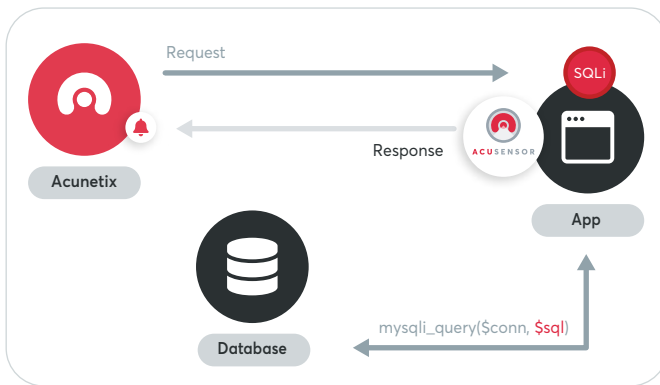 Request
SQLi
Response
ACUSENSOR
Acunetix
App
mysqli_query($conn, $sql)
Database